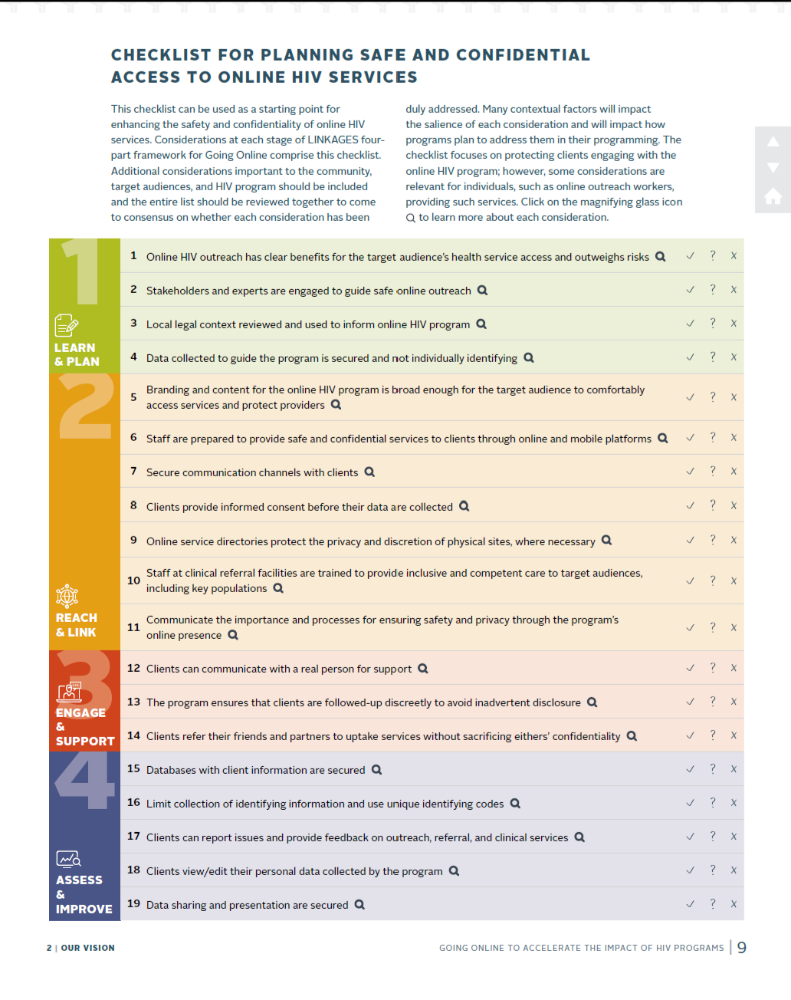 CHECKLIST FOR PLANNING SAFE AND CONFIDENTIAL
ACCESS TO ONLINE HIV SERVICES
This checklist can be used as a starting point for
enhancing the safety and confidentiality of online HIV
services. Considerations at each stage of LINKAGES four-
part framework for Going Online comprise this checklist.
Additional considerations important to the community,
target audiences, and HIV program should be included
and the entire list should be reviewed together to come
to consensus on whether each consideration has been
duly addressed. Many contextual factors will impact
the salience of each consideration and will impact how
programs plan to address them in their programming. The
checklist focuses on protecting clients engaging with the
online HIV program; however, some considerations are
relevant for individuals, such as online outreach workers,
providing such services. Click on the magnifying glass icon
to learn more about each consideration.
1
LEARN
& PLAN
1 Online HIV outreach has clear benefits for the target audience's health service access and outweighs risks ✓ ? x
2 Stakeholders and experts are engaged to guide safe online outreach ✓ ? x
3 Local legal context reviewed and used to inform online HIV program ✓ ? x
4 Data collected to guide the program is secured and not individually identifying ✓ ? x
2
REACH
& LINK
5 Branding and content for the online HIV program is broad enough for the target audience to comfortably
access services and protect providers ✓ ? x
6 Staff are prepared to provide safe and confidential services to clients through online and mobile platforms ✓ ? x
7 Secure communication channels with clients ✓ ? x
8 Clients provide informed consent before their data are collected ✓ ? x
9 Online service directories protect the privacy and discretion of physical sites, where necessary ✓ ? x
10 Staff at clinical referral facilities are trained to provide inclusive and competent care to target audiences,
including key populations ✓ ? x
11 Communicate the importance and processes for ensuring safety and privacy through the program's
online presence ✓ ? x
3
ENGAGE
&
SUPPORT
12 Clients can communicate with a real person for support ✓ ? x
13 The program ensures that clients are followed-up discreetly to avoid inadvertent disclosure ✓ ? x
14 Clients refer their friends and partners to uptake services without sacrificing eithers' confidentiality ✓ ? x
4
ASSESS
&
IMPROVE
15 Databases with client information are secured ✓ ? x
16 Limit collection of identifying information and use unique identifying codes ✓ ? x
17 Clients can report issues and provide feedback on outreach, referral, and clinical services ✓ ? x
18 Clients view/edit their personal data collected by the program ✓ ? x
19 Data sharing and presentation are secured ✓ ? x
2 | OUR VISION
GOING ONLINE TO ACCELERATE THE IMPACT OF HIV PROGRAMS | 9